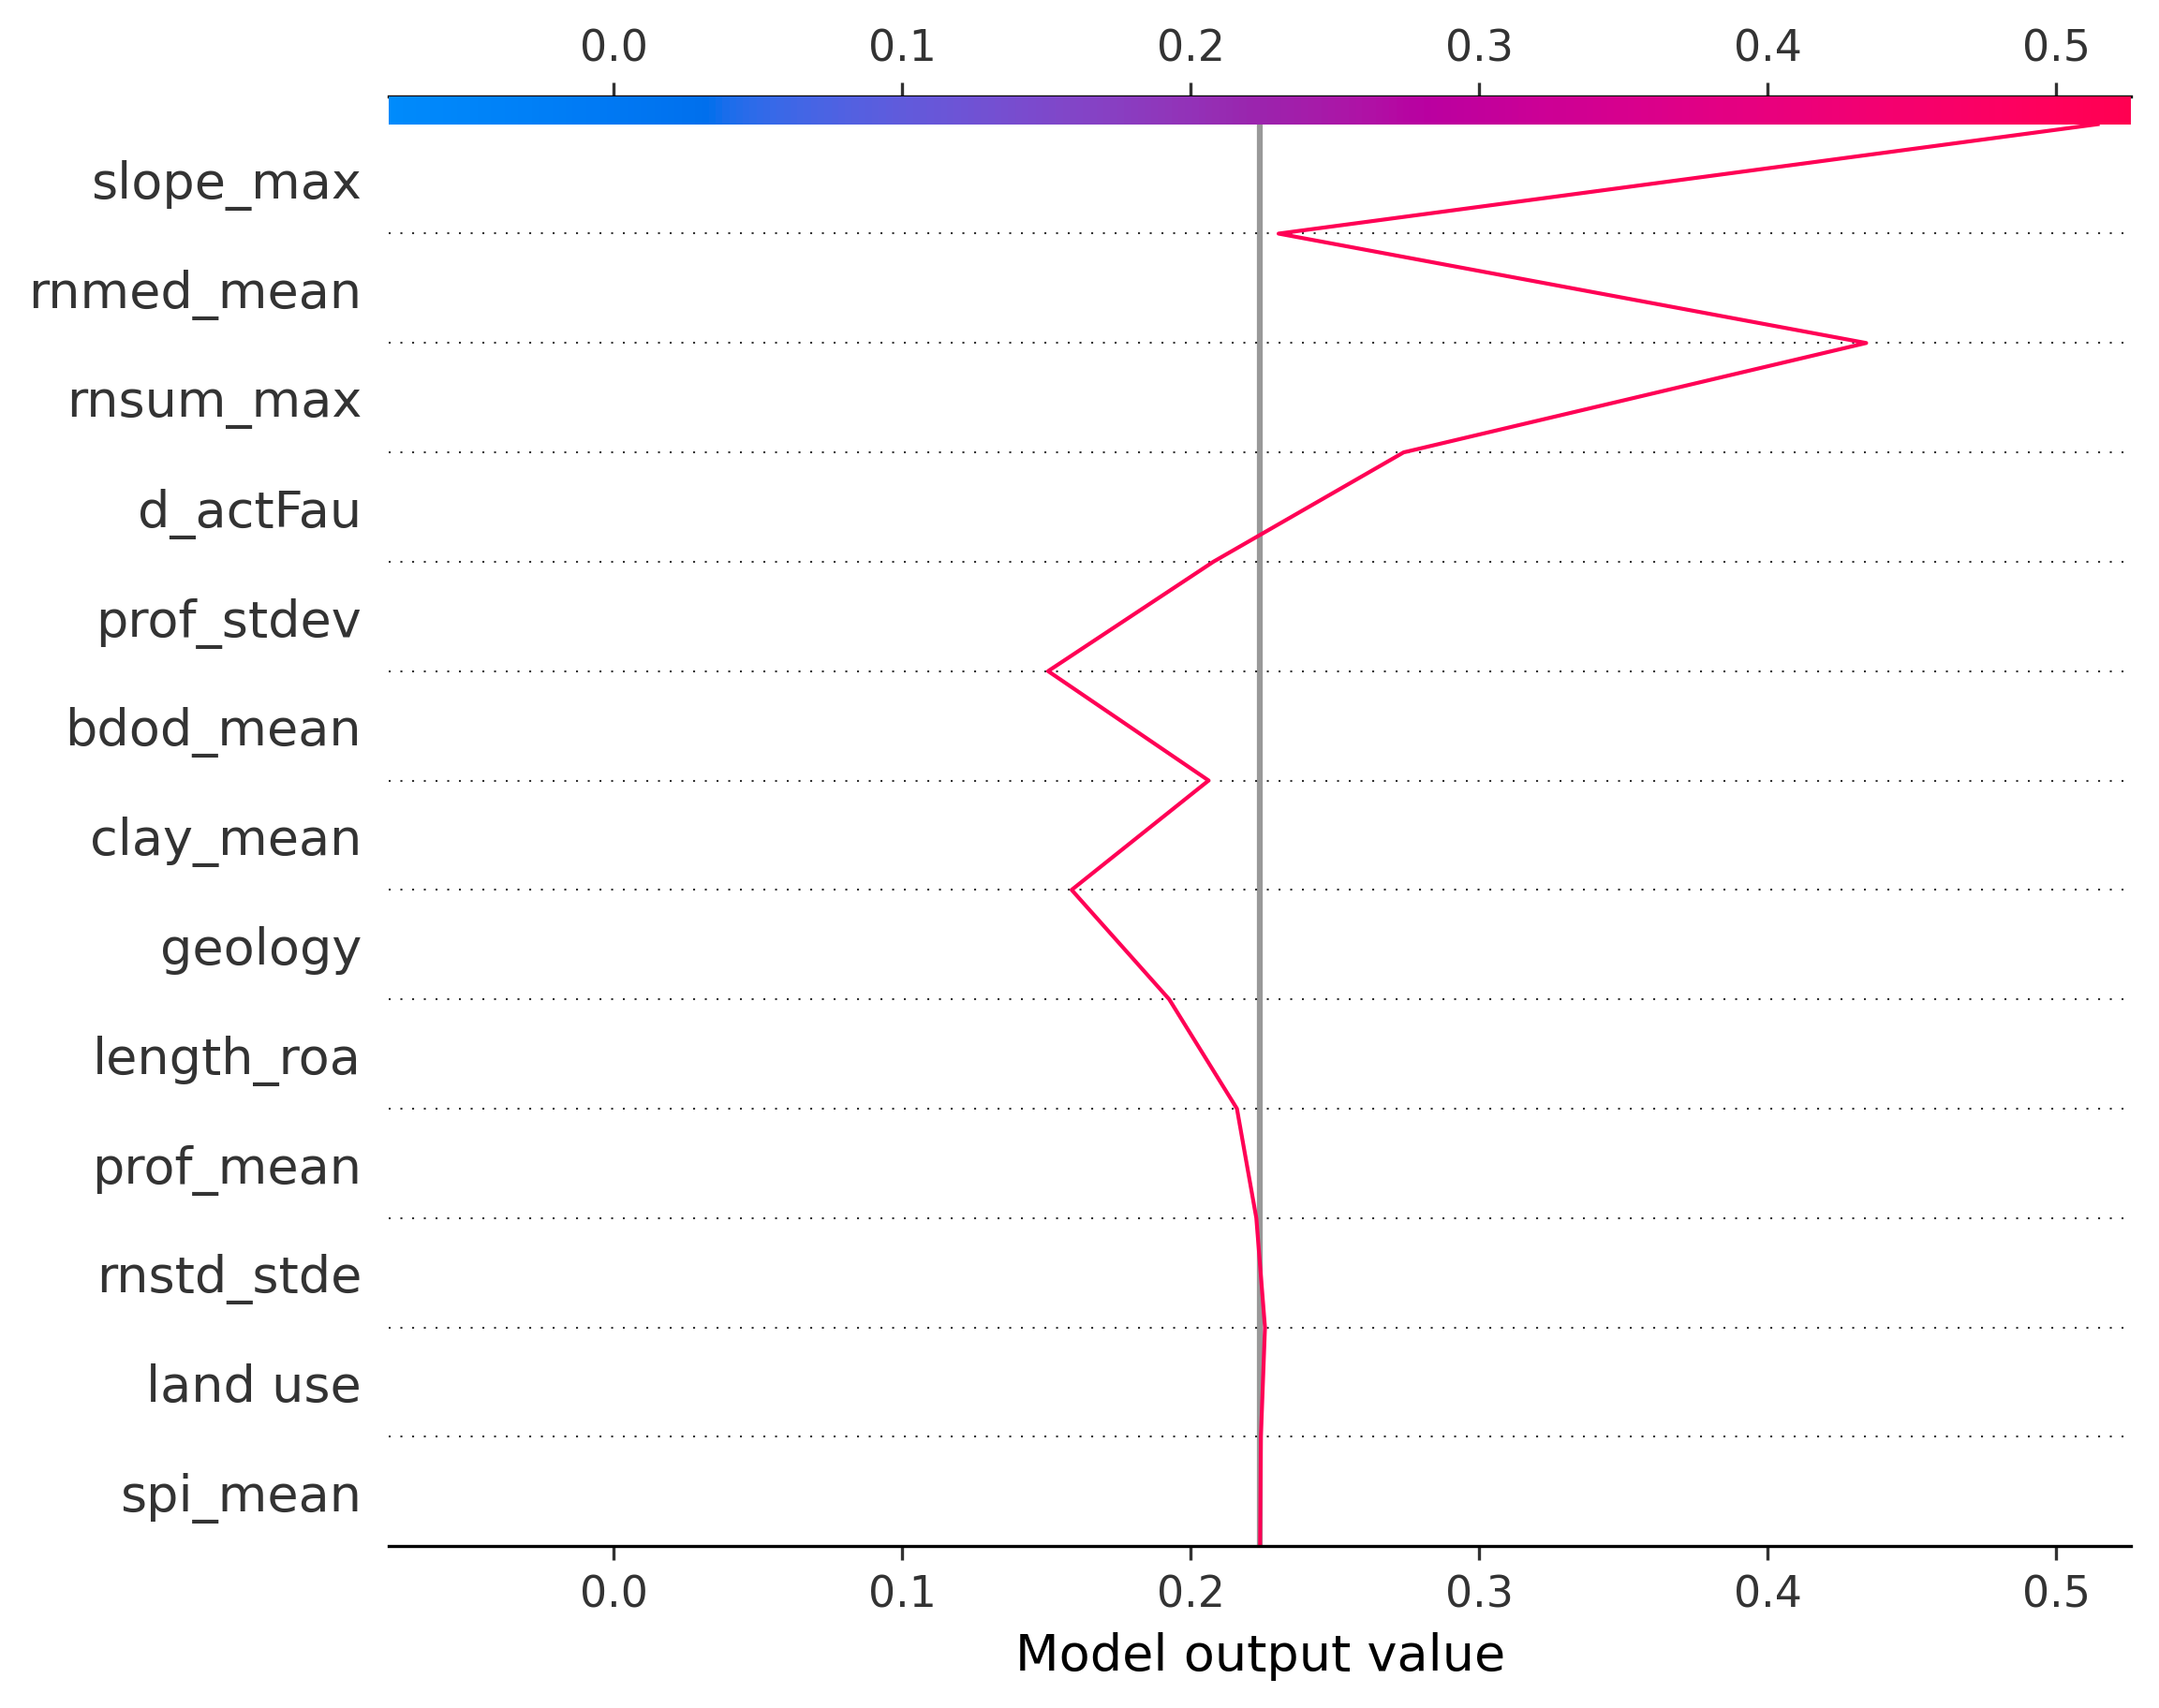 0.0 0.1 0.2 0.3 0.4 0.5
slope_max
rnmed_mean
rnsum_max
d_actFau
prof_stdev
bdod_mean
clay_mean
geology
length_roa
prof_mean
rnstd_stde
land use
spi_mean
0.0 0.1 0.2 0.3 0.4 0.5
Model output value